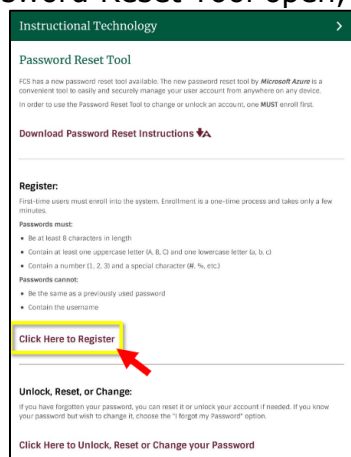 ssword Reset Tool open,
Instructional Technology
Password Reset Tool
FCS has a new password reset tool available. The new password reset tool by Microsoft Azure is a
convenient tool to easily and securely manage your user account from anywhere on any device.
In order to use the Password Reset Tool to change or unlock an account, one MUST enroll first.
Download Password Reset Instructions
Register:
First-time users must enroll into the system. Enrollment is a one-time process and takes only a few
minutes.
Passwords must:
• Be at least 8 characters in length
• Contain at least one uppercase letter (A, B, C) and one lowercase letter (a, b, c)
• Contain a number (1, 2, 3) and a special character (#, %, etc.)
Passwords cannot:
• Be the same as a previously used password
• Contain the username
Click Here to Register
Unlock, Reset, or Change:
If you have forgotten your password, you can reset it or unlock your account if needed. If you know
your password but wish to change it, choose the "I forgot my Password" option.
Click Here to Unlock, Reset or Change your Password